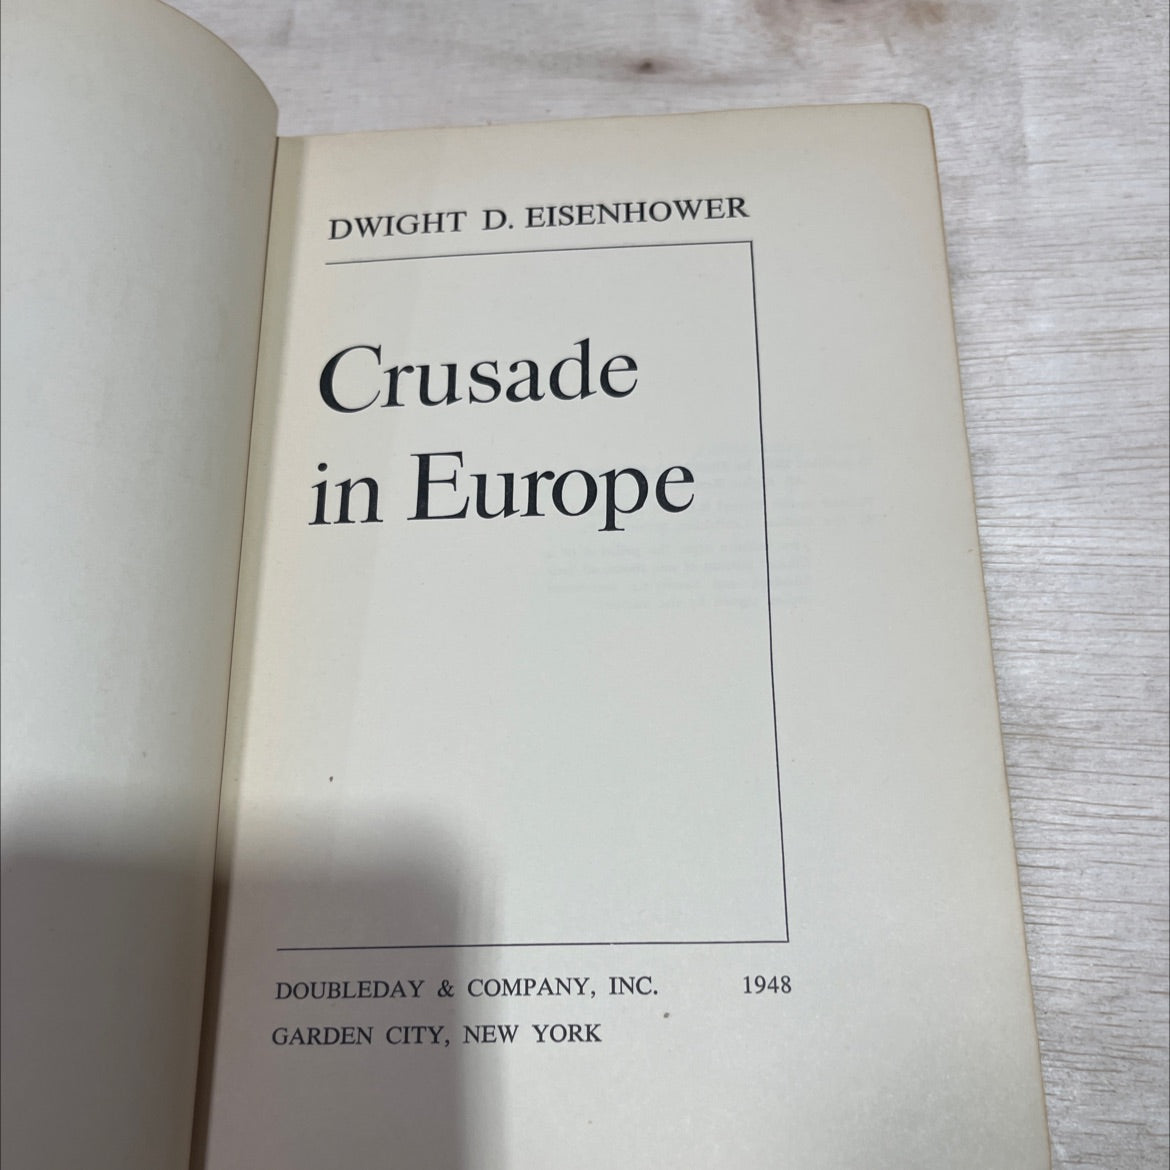 DWIGHT D. EISENHOWER
Crusade
in Europe
DOUBLEDAY & COMPANY, INC. 1948
GARDEN CITY, NEW YORK